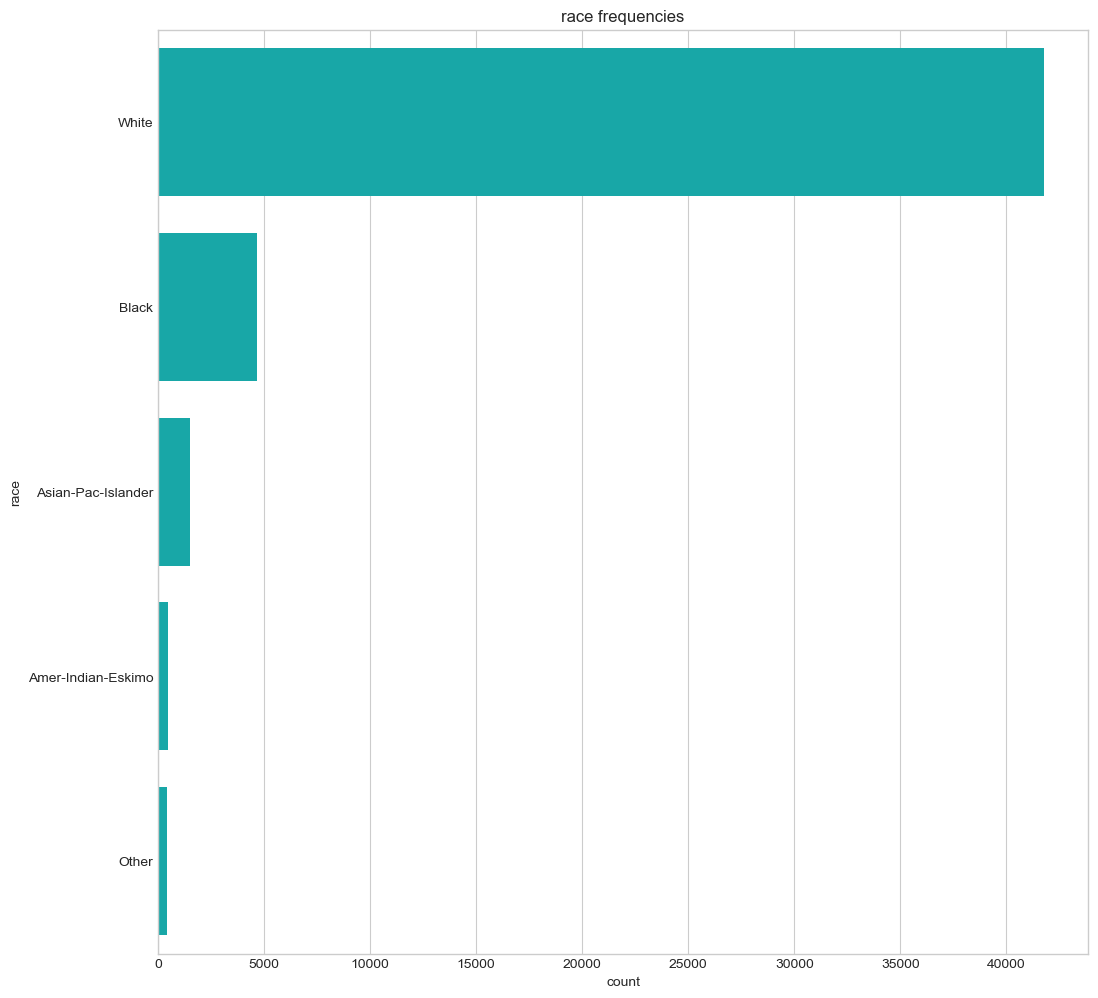 race frequencies
White
Black
Asian-Pac-Islander
race
Amer-Indian-Eskimo
Other
0 5000 10000 15000 20000 25000 30000 35000 40000
count